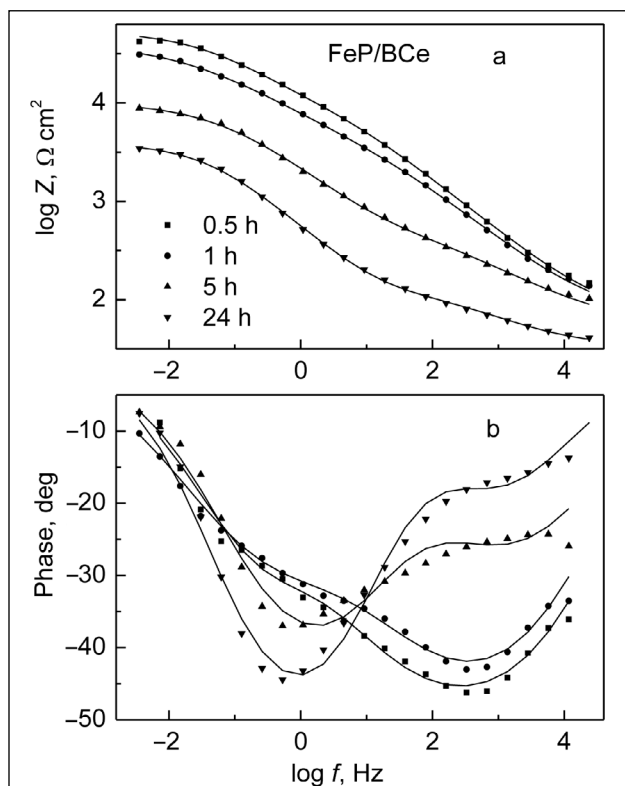 FeP/BCe a
log Z, Ω cm²
4
3
2
0.5 h
1 h
5 h
24 h
−2 0 2 4
b
Phase, deg
−10
−20
−30
−40
−50
−2 0 2 4
log f, Hz